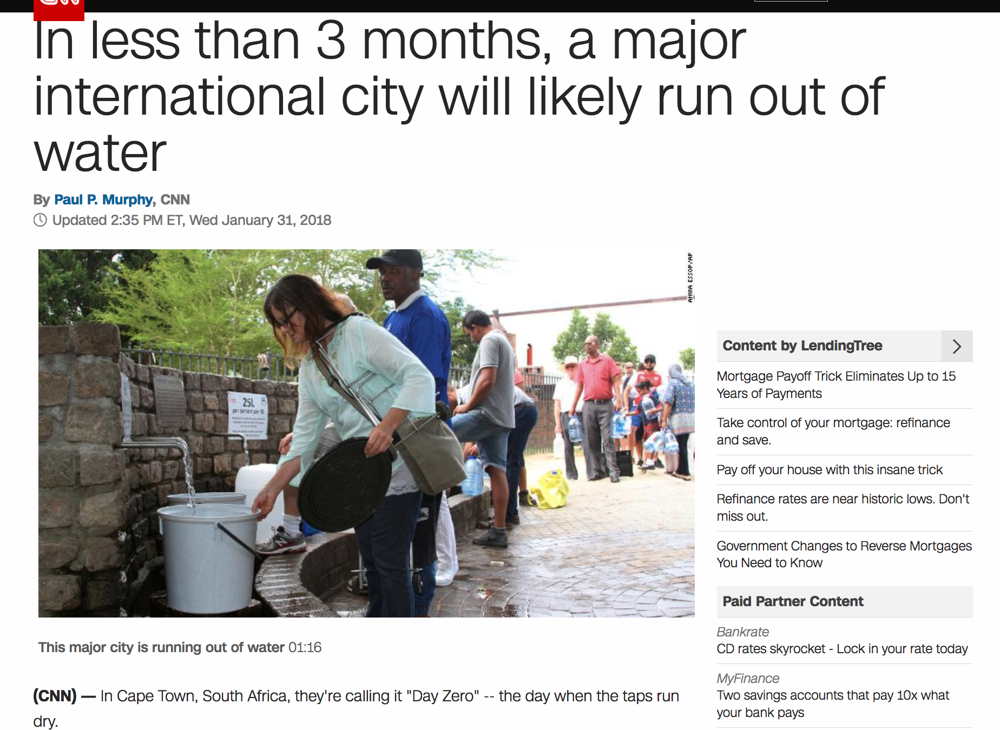 CNN
In less than 3 months, a major
international city will likely run out of
water
By Paul P. Murphy, CNN
Updated 2:35 PM ET, Wed January 31, 2018
ANWA ESSOP/AP
25L
per person per
This major city is running out of water 01:16
(CNN) — In Cape Town, South Africa, they're calling it "Day Zero" -- the day when the taps run
dry.
Content by LendingTree
Mortgage Payoff Trick Eliminates Up to 15
Years of Payments
Take control of your mortgage: refinance
and save.
Pay off your house with this insane trick
Refinance rates are near historic lows. Don't
miss out.
Government Changes to Reverse Mortgages
You Need to Know
Paid Partner Content
Bankrate
CD rates skyrocket - Lock in your rate today
MyFinance
Two savings accounts that pay 10x what
your bank pays